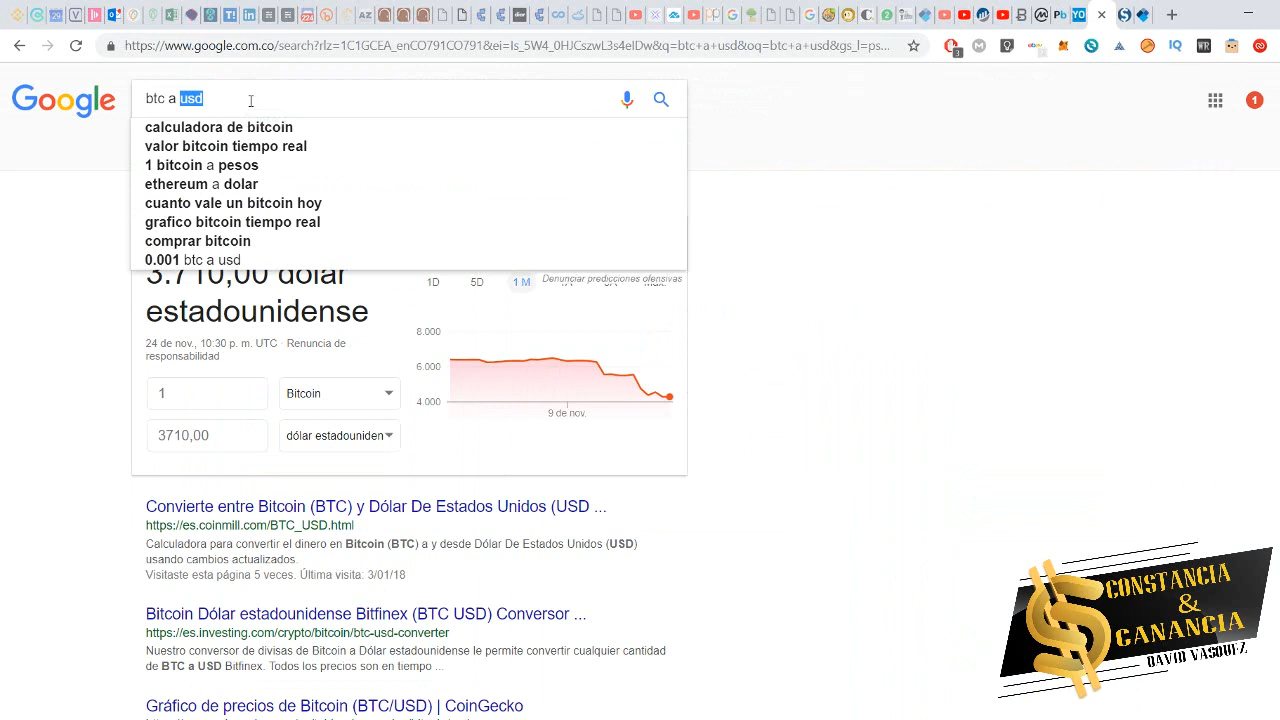 https://www.google.com.co/search?rlz=1C1GCEA_enCO791CO791&ei=Is_5W4_0HJCszwL3s4eIDw&q=btc+a+usd&oq=btc+a+usd&gs_l=ps...
Google
btc a usd
1
calculadora de bitcoin
valor bitcoin tiempo real
1 bitcoin a pesos
ethereum a dolar
cuanto vale un bitcoin hoy
grafico bitcoin tiempo real
comprar bitcoin
0.001 btc a usd
Denunciar predicciones ofensivas
3.710,00 dólar
estadounidense
1D 5D 1 M
24 de nov., 10:30 p. m. UTC · Renuncia de
responsabilidad
8.000
6.000
4.000
9 de nov.
1 Bitcoin
3710,00 dólar estadouniden
Convierte entre Bitcoin (BTC) y Dólar De Estados Unidos (USD ...
https://es.coinmill.com/BTC_USD.html
Calculadora para convertir el dinero en Bitcoin (BTC) a y desde Dólar De Estados Unidos (USD)
usando cambios actualizados.
Visitaste esta página 5 veces. Última visita: 3/01/18
Bitcoin Dólar estadounidense Bitfinex (BTC USD) Conversor ...
https://es.investing.com/crypto/bitcoin/btc-usd-converter
Nuestro conversor de divisas de Bitcoin a Dólar estadounidense le permite convertir cualquier cantidad
de BTC a USD Bitfinex. Todos los precios son en tiempo ...
Gráfico de precios de Bitcoin (BTC/USD) | CoinGecko
CONSTANCIA
&
GANANCIA
DAVID VASQUEZ